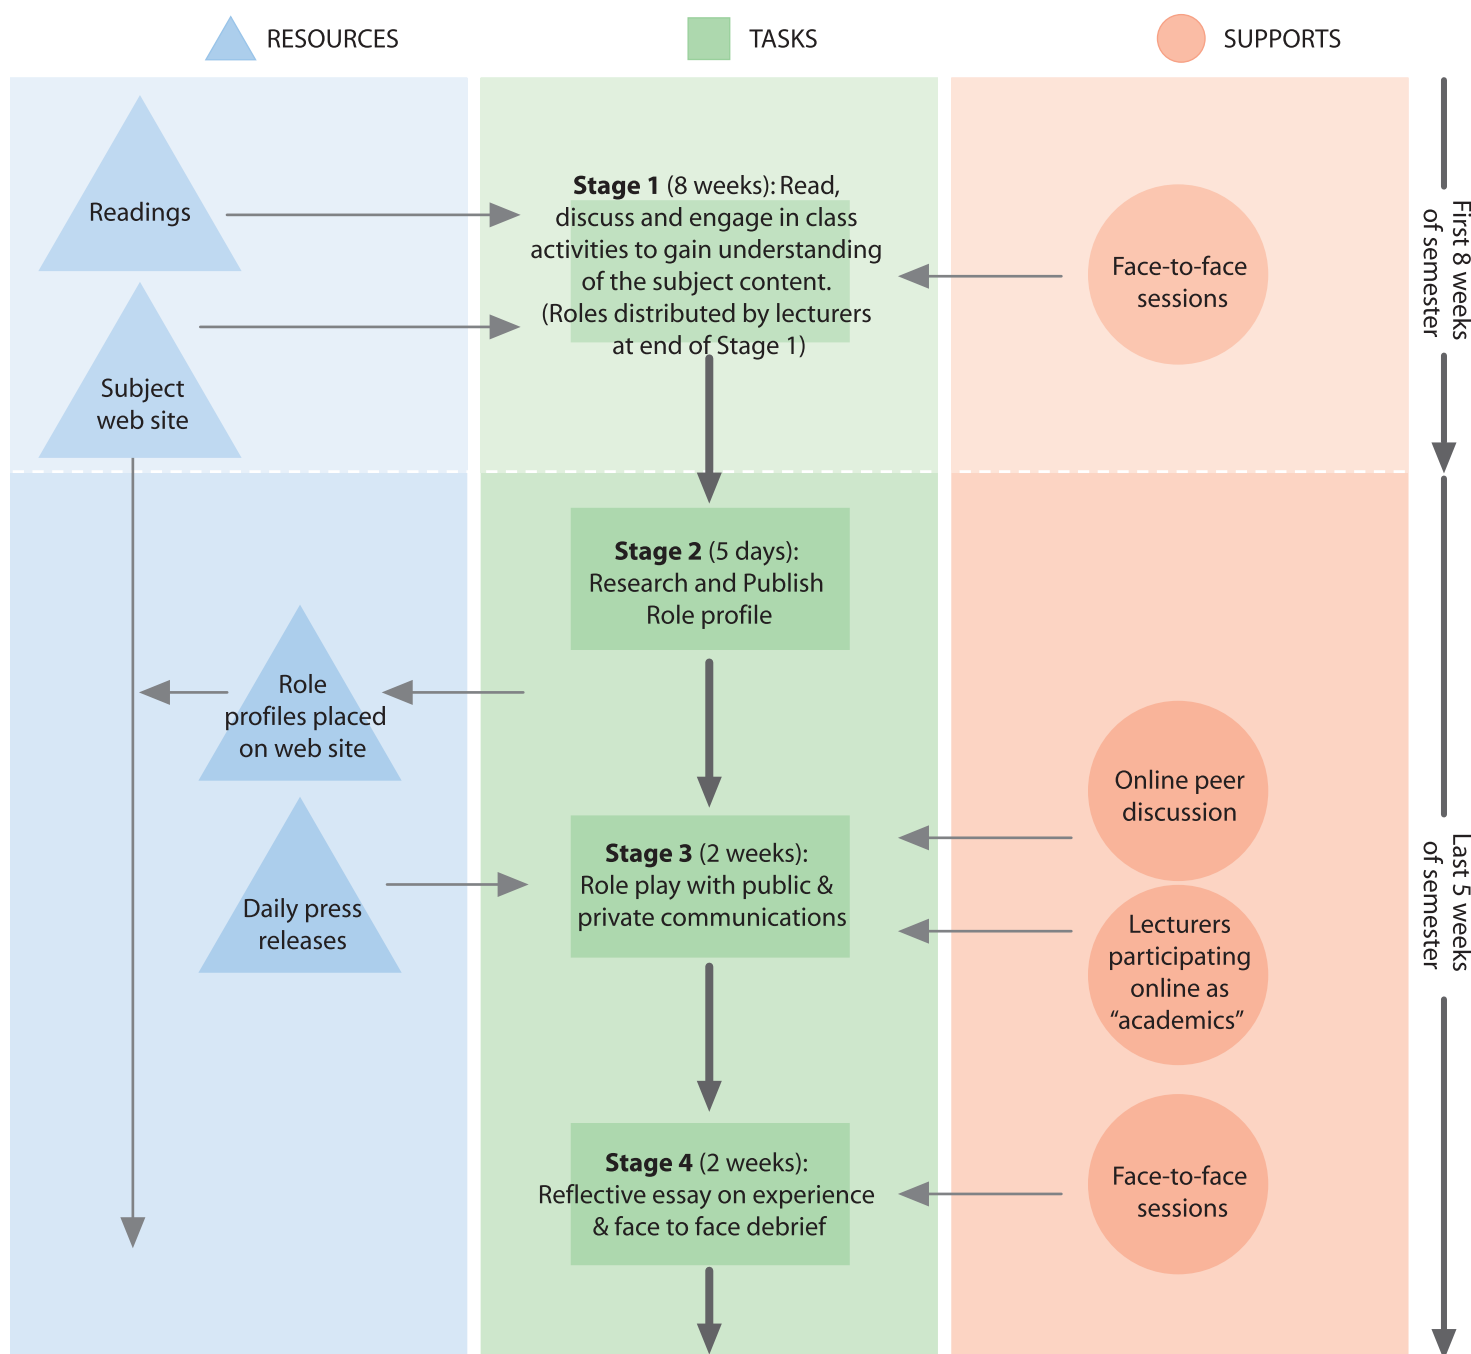 RESOURCES
TASKS
SUPPORTS
Readings
Subject
web site
Stage 1 (8 weeks): Read,
discuss and engage in class
activities to gain understanding
of the subject content.
(Roles distributed by lecturers
at end of Stage 1)
Face-to-face
sessions
First 8 weeks
of semester
Stage 2 (5 days):
Research and Publish
Role profile
Role
profiles placed
on web site
Daily press
releases
Stage 3 (2 weeks):
Role play with public &
private communications
Online peer
discussion
Lecturers
participating
online as
“academics”
Last 5 weeks
of semester
Stage 4 (2 weeks):
Reflective essay on experience
& face to face debrief
Face-to-face
sessions